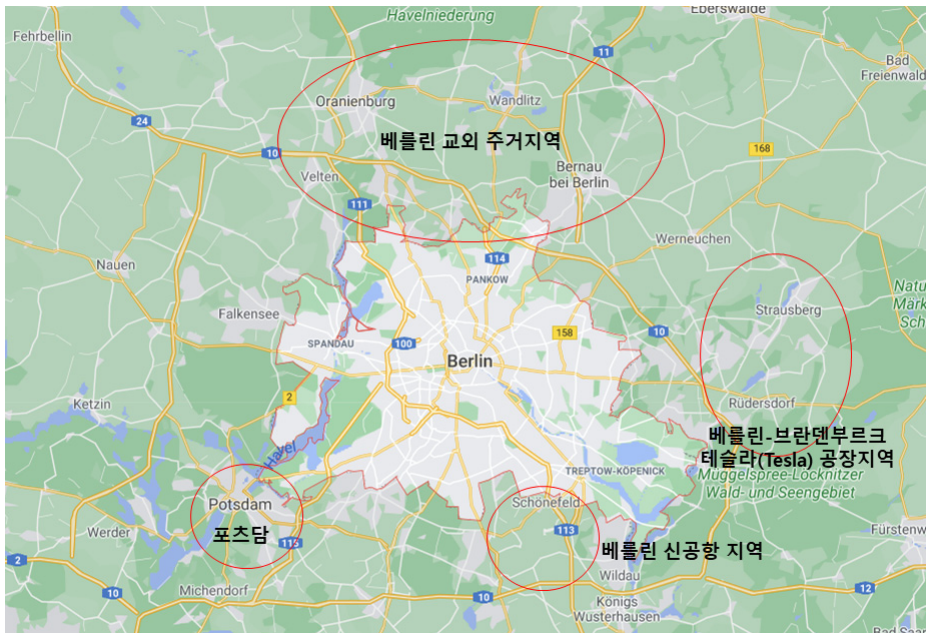 Havelniederung
Eberswalde
Fehrbellin
11
Bad
Freienwald
Oranienburg
Wandlitz
24
베를린 교외 주거지역
10
168
Velten
Bernau
bei Berlin
111
Werneuchen
114
Nauen
PANKOW
Natu
Märk
Sch
Falkensee
Strausberg
SPANDAU
100
158
10
Berlin
2
Ketzin
Rüdersdorf
베를린-브란덴부르크
테슬라(Tesla) 공장지역
Havel
TREPTOW-KÖPENICK
Müggelspree-Löcknitzer
Wald- und Seengebiet
Potsdam
Schönefeld
포츠담
113
Fürstenw
Werder
115
베를린 신공항 지역
2
Wildau
Michendorf
10
10
12
Königs
Wusterhausen
Bad Saar